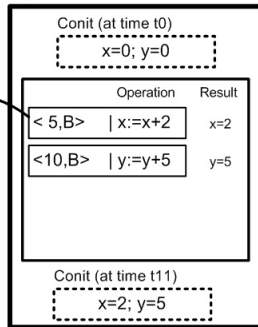 Conit (at time t0)
x=0; y=0
Operation Result
< 5,B> | x:=x+2 x=2
<10,B> | y:=y+5 y=5
Conit (at time t11)
x=2; y=5